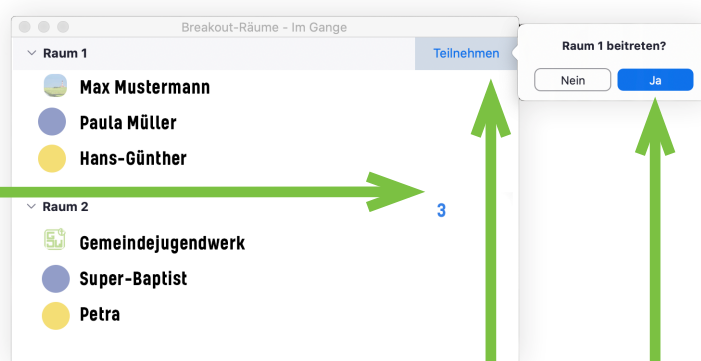 Breakout-Räume - Im Gange
Raum 1
Teilnehmen
Raum 1 beitreten?
Nein
Ja
Max Mustermann
Paula Müller
Hans-Günther
Raum 2
3
Gemeindejugendwerk
Super-Baptist
Petra